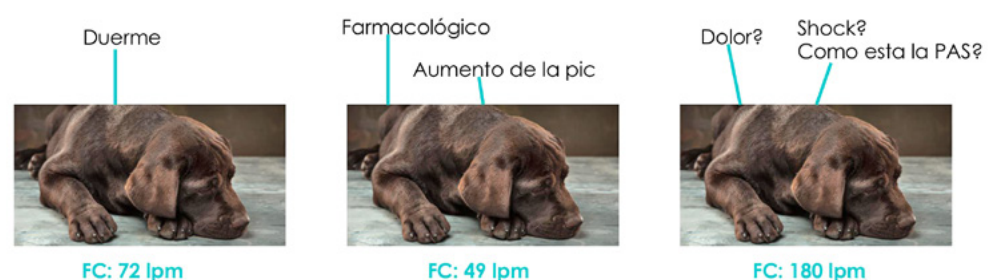 Duerme
Farmacológico
Aumento de la pic
Dolor?
Shock?
Como esta la PAS?
FC: 72 lpm
FC: 49 lpm
FC: 180 lpm